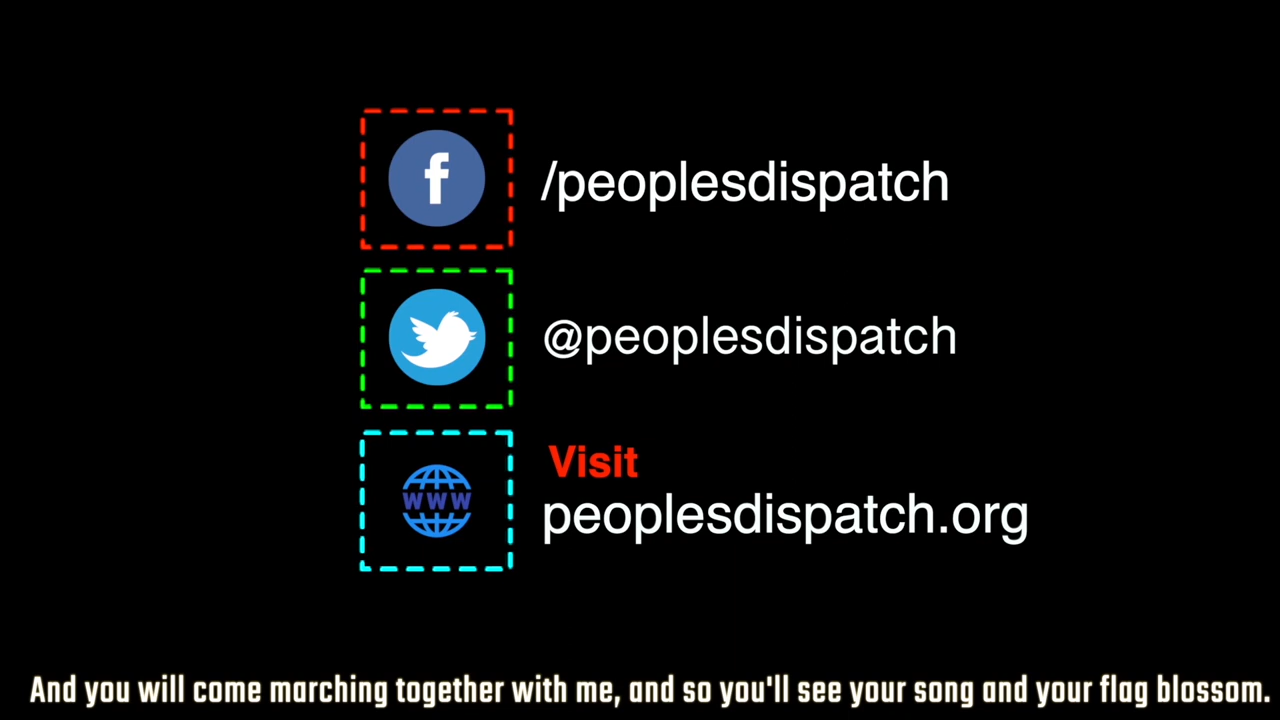 f
/peoplesdispatch
@peoplesdispatch
Visit
WWW
peoplesdispatch.org
And you will come marching together with me, and so you'll see your song and your flag blossom.